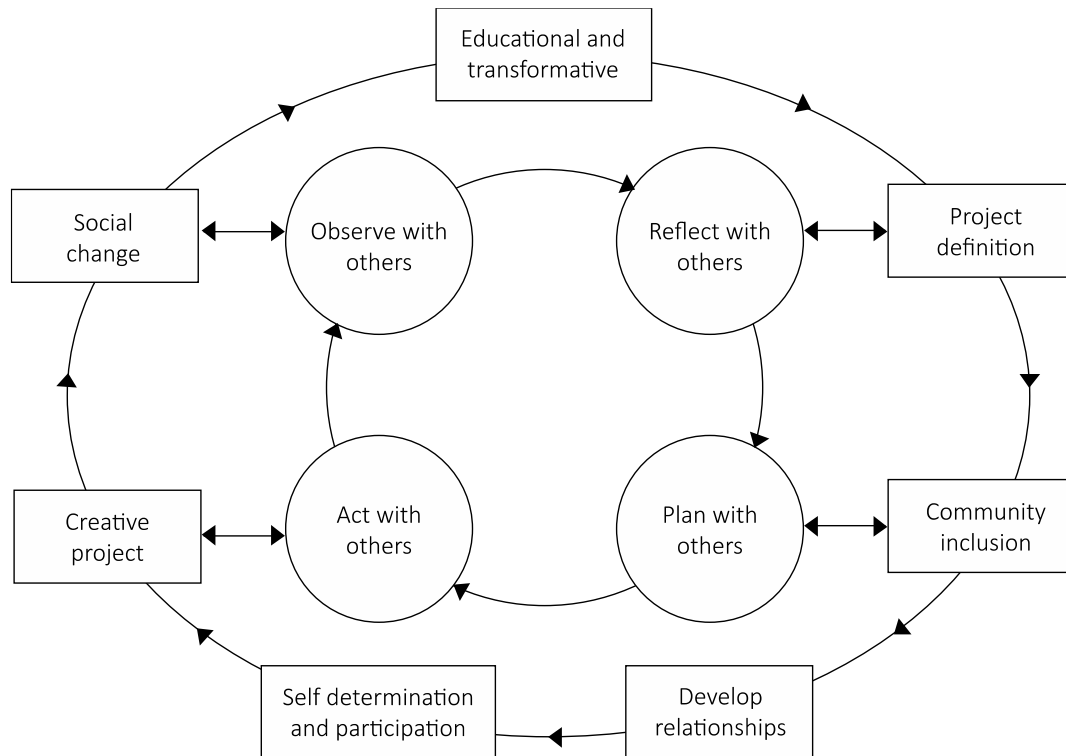 Educational and
transformative
Social
change
Observe with
others
Reflect with
others
Project
definition
Creative
project
Act with
others
Plan with
others
Community
inclusion
Self determination
and participation
Develop
relationships